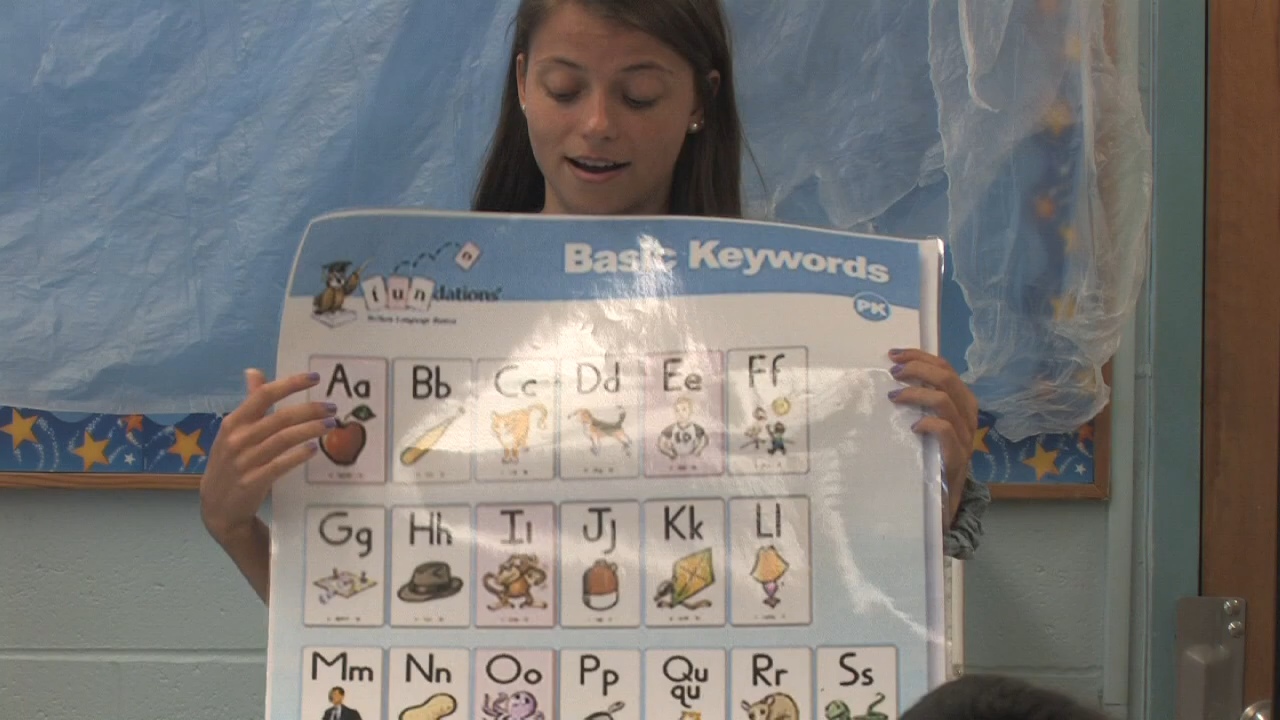 Basic Keywords
fundations®
PK
Aa Bb Cc Dd Ee Ff
Gg Hh Ii Jj Kk Ll
Mm Nn Oo Pp Qu qu Rr Ss